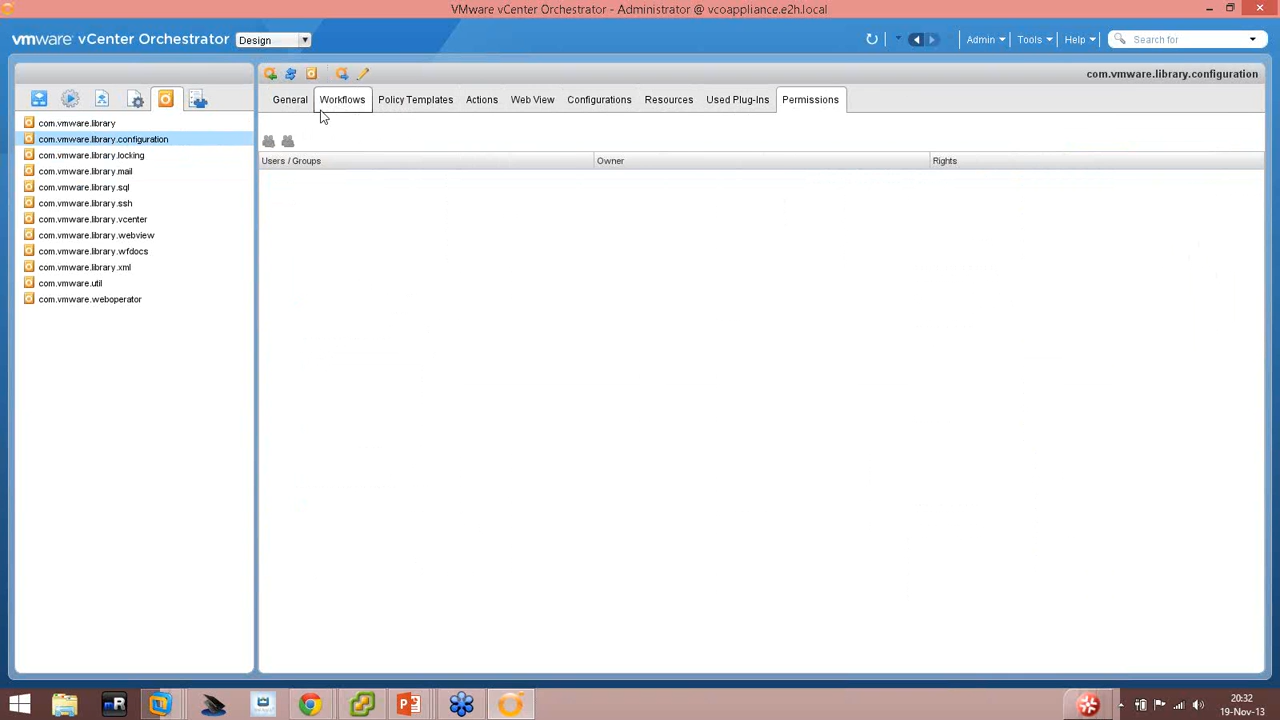 VMware vCenter Orchestrator - Administrator @ vcoappliance.e2h.local
vmware vCenter Orchestrator Design Admin Tools Help Search for
com.vmware.library.configuration
General Workflows Policy Templates Actions Web View Configurations Resources Used Plug-Ins Permissions
com.vmware.library
com.vmware.library.configuration
com.vmware.library.locking
com.vmware.library.mail
com.vmware.library.sql
com.vmware.library.ssh
com.vmware.library.vcenter
com.vmware.library.webview
com.vmware.library.wfdocs
com.vmware.library.xml
com.vmware.util
com.vmware.weboperator
Users / Groups Owner Rights
mR
P
20:32
19-Nov-13